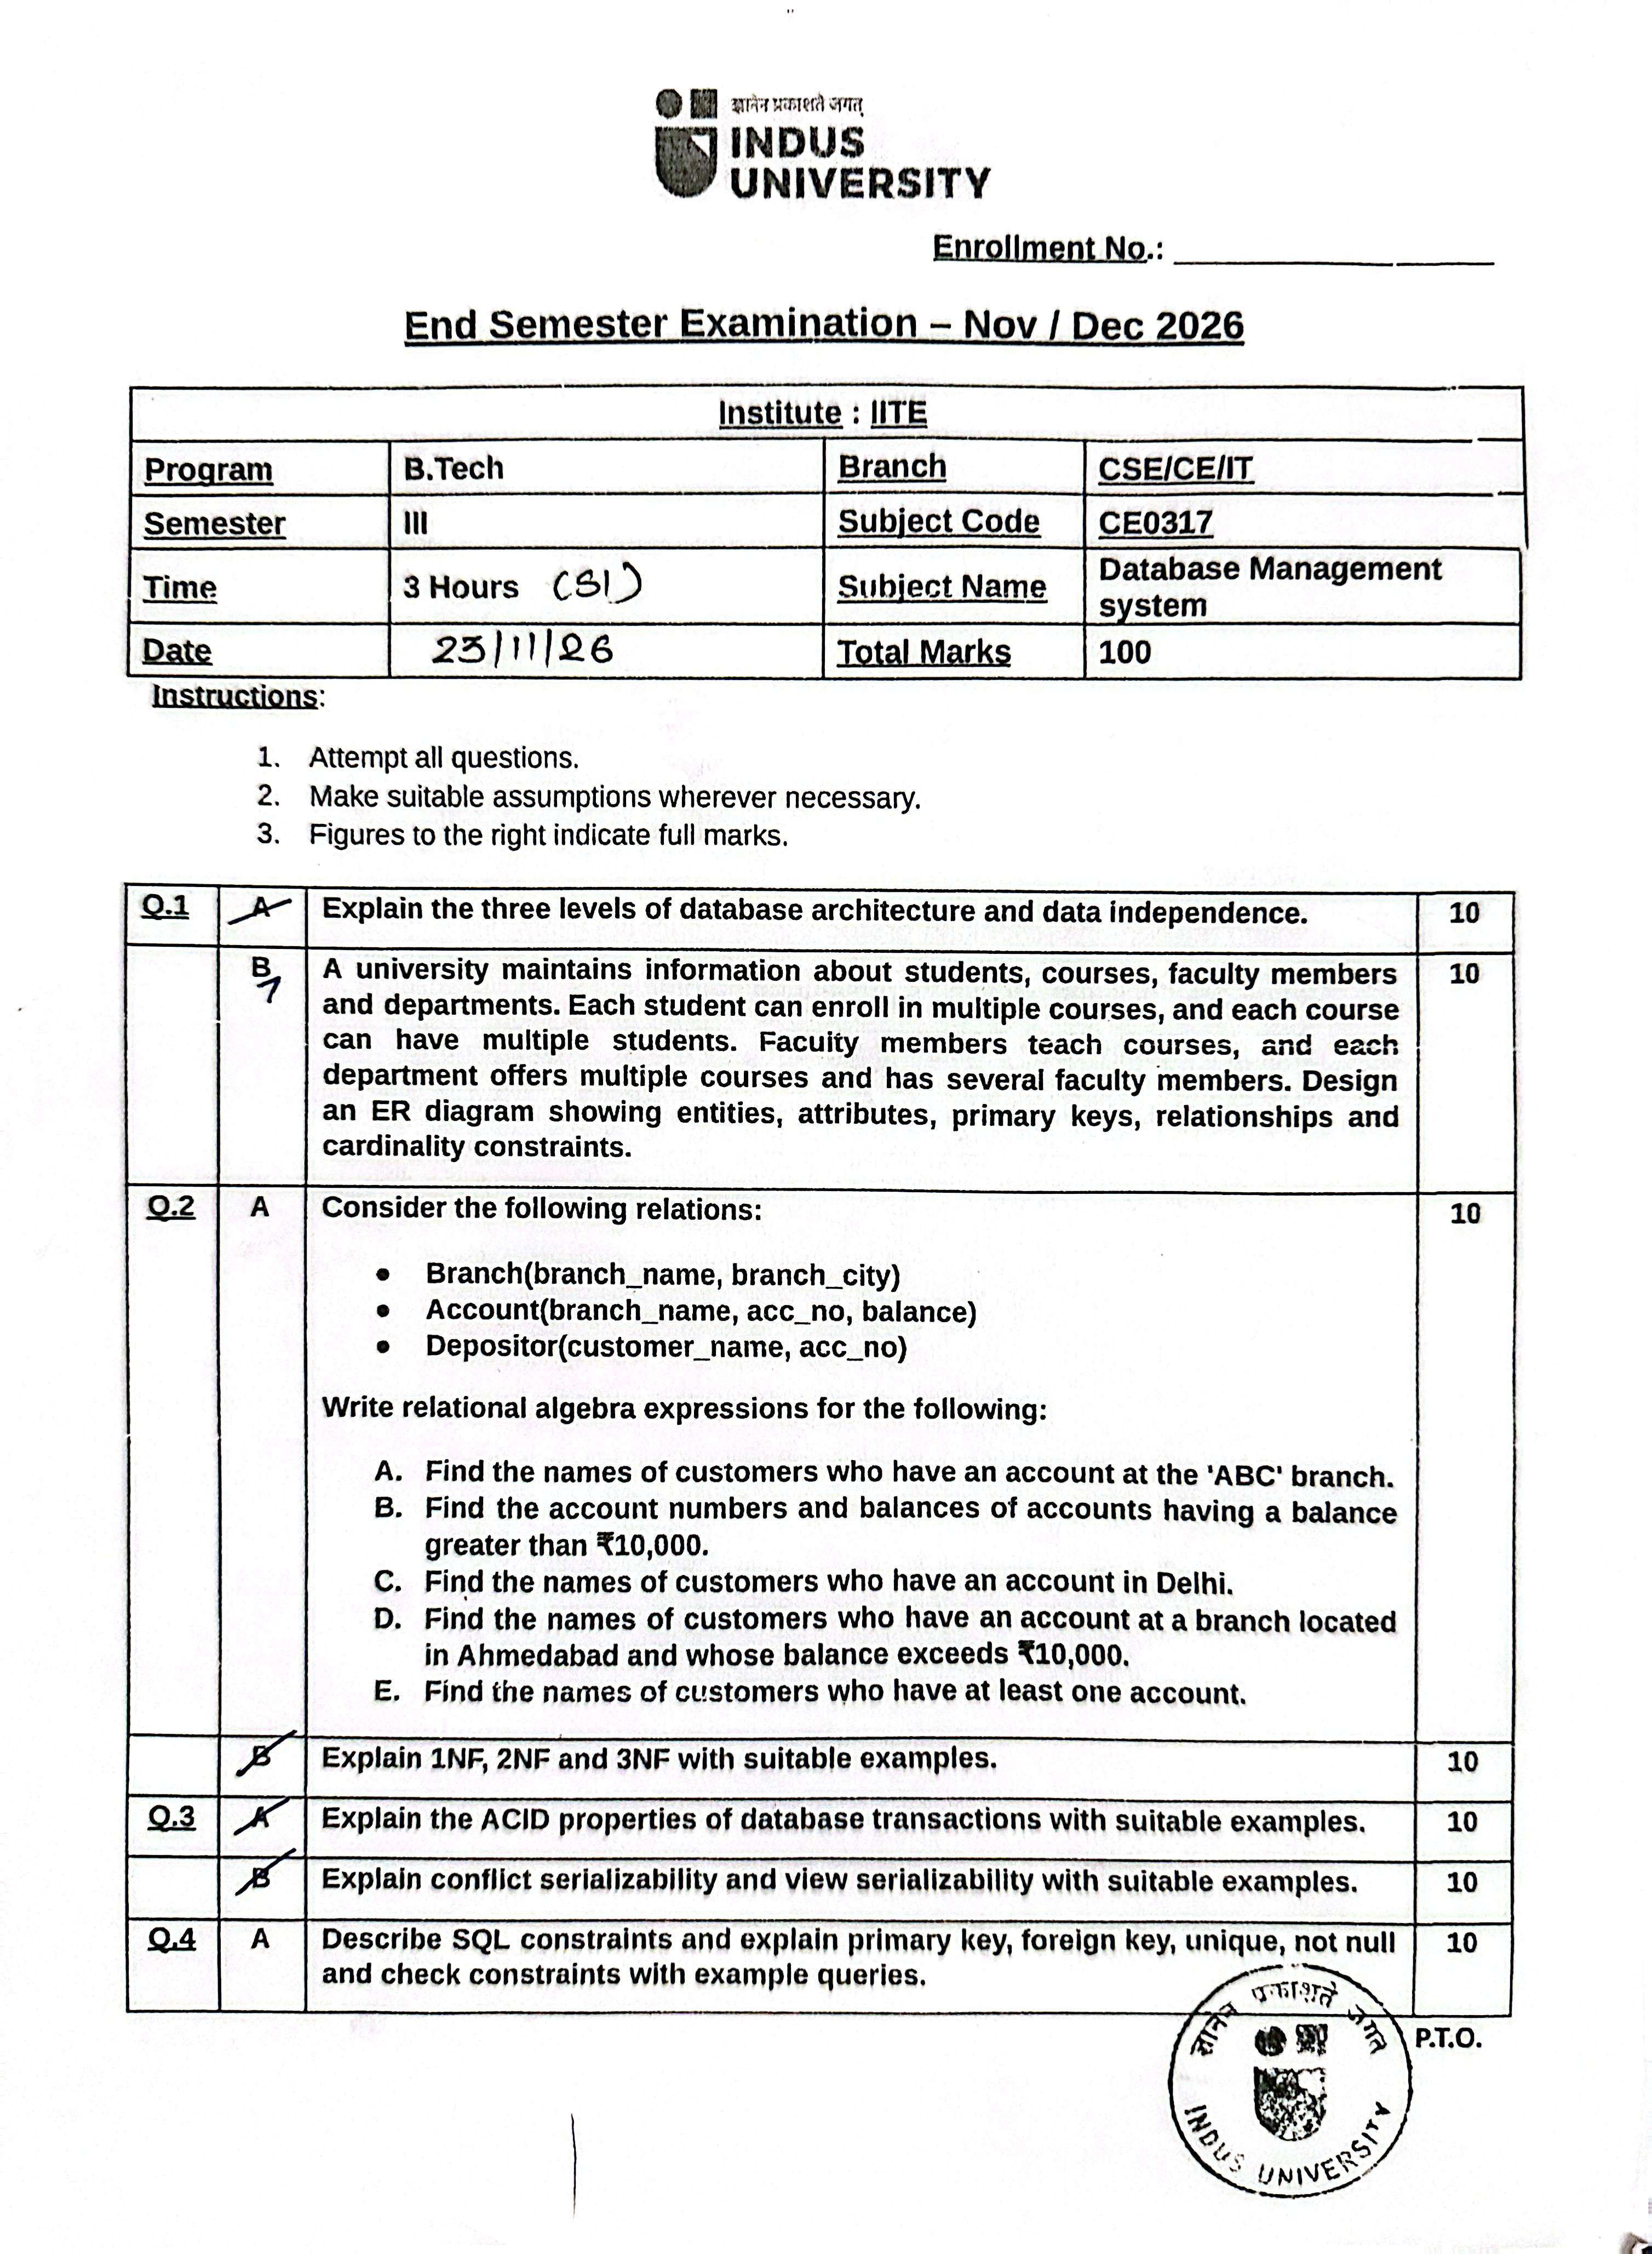 ज्ञानेन प्रकाशते जगत्
INDUS
UNIVERSITY
Enrollment No.:
End Semester Examination – Nov / Dec 2026
Institute : IITE
Program B.Tech Branch CSE/CE/IT
Semester III Subject Code CE0317
Time 3 Hours (S1) Subject Name Database Management
system
Date 23/11/26 Total Marks 100
Instructions:
1. Attempt all questions.
2. Make suitable assumptions wherever necessary.
3. Figures to the right indicate full marks.
Q.1 A Explain the three levels of database architecture and data independence. 10
B A university maintains information about students, courses, faculty members 10
and departments. Each student can enroll in multiple courses, and each course
can have multiple students. Faculty members teach courses, and each
department offers multiple courses and has several faculty members. Design
an ER diagram showing entities, attributes, primary keys, relationships and
cardinality constraints.
Q.2 A Consider the following relations: 10
• Branch(branch_name, branch_city)
• Account(branch_name, acc_no, balance)
• Depositor(customer_name, acc_no)
Write relational algebra expressions for the following:
A. Find the names of customers who have an account at the 'ABC' branch.
B. Find the account numbers and balances of accounts having a balance
greater than ₹10,000.
C. Find the names of customers who have an account in Delhi.
D. Find the names of customers who have an account at a branch located
in Ahmedabad and whose balance exceeds ₹10,000.
E. Find the names of customers who have at least one account.
B Explain 1NF, 2NF and 3NF with suitable examples. 10
Q.3 A Explain the ACID properties of database transactions with suitable examples. 10
B Explain conflict serializability and view serializability with suitable examples. 10
Q.4 A Describe SQL constraints and explain primary key, foreign key, unique, not null 10
and check constraints with example queries.
P.T.O.
ज्ञानेन प्रकाशते जगत
INDUS UNIVERSITY